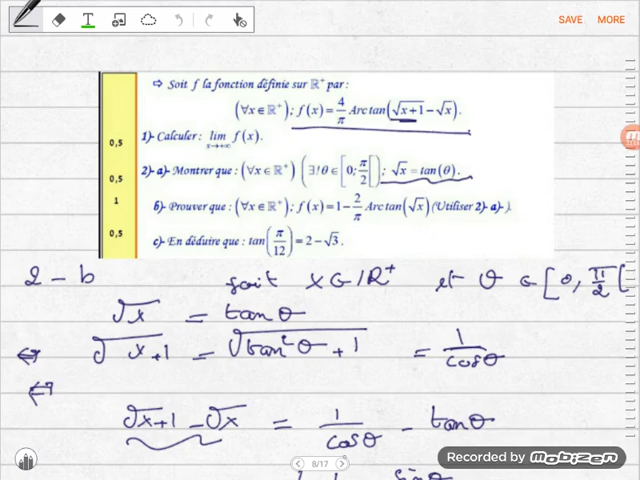 SAVE MORE
⇨ Soit f la fonction définie sur ℝ⁺ par:
(∀x∈ℝ⁺) ; f(x) = 4/π Arctan(√x+1 − √x).
0,5 1)- Calculer : lim x→+∞ f(x).
0,5 2)- a)- Montrer que : (∀x∈ℝ⁺) (∃!θ∈[0; π/2[) ; √x = tan(θ).
1 b)- Prouver que : (∀x∈ℝ⁺) ; f(x) = 1 − 2/π Arctan(√x) (Utiliser 2)- a)- ).
0,5 c)- En déduire que : tan(π/12) = 2 − √3.
2 - b soit x∈ℝ⁺ et θ ∈ [0, π/2[
√x = tanθ
⇔ √x+1 = √tan²θ + 1 = 1/cosθ
⇔
√x+1 − √x = 1/cosθ − tanθ
sinθ
8/17
Recorded by Mobizen